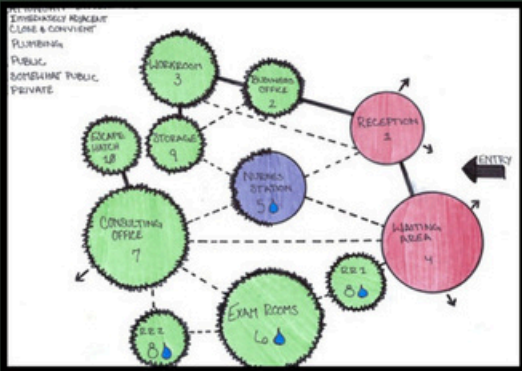 IMMEDIATELY ADJACENT
CLOSE & CONVIENT
PLUMBING
PUBLIC
SOMEWHAT PUBLIC
PRIVATE
WORKROOM
3
BUSINESS
OFFICE
2
RECEPTION
1
ESCAPE
HATCH
10
STORAGE
9
ENTRY
NURSES
STATION
5
CONSULTING
OFFICE
7
WAITING
AREA
4
RR1
8
EXAM ROOMS
6
RR2
8